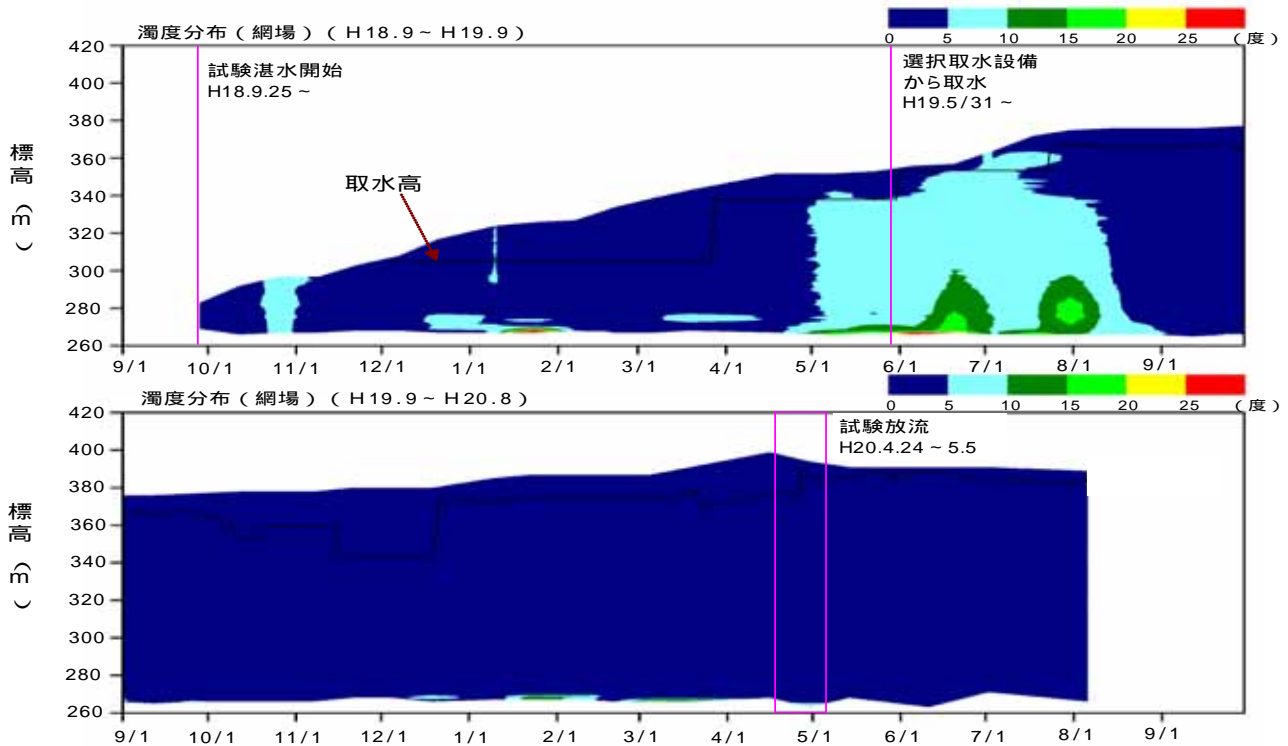 濁度分布（網場）（H18.9～H19.9）
0 5 10 15 20 25 （度）
試験湛水開始
H18.9.25～
選択取水設備
から取水
H19.5/31～
取水高
標高（m）
420
400
380
360
340
320
300
280
260
9/1 10/1 11/1 12/1 1/1 2/1 3/1 4/1 5/1 6/1 7/1 8/1 9/1
濁度分布（網場）（H19.9～H20.8）
0 5 10 15 20 25 （度）
試験放流
H20.4.24～5.5
標高（m）
420
400
380
360
340
320
300
280
260
9/1 10/1 11/1 12/1 1/1 2/1 3/1 4/1 5/1 6/1 7/1 8/1 9/1